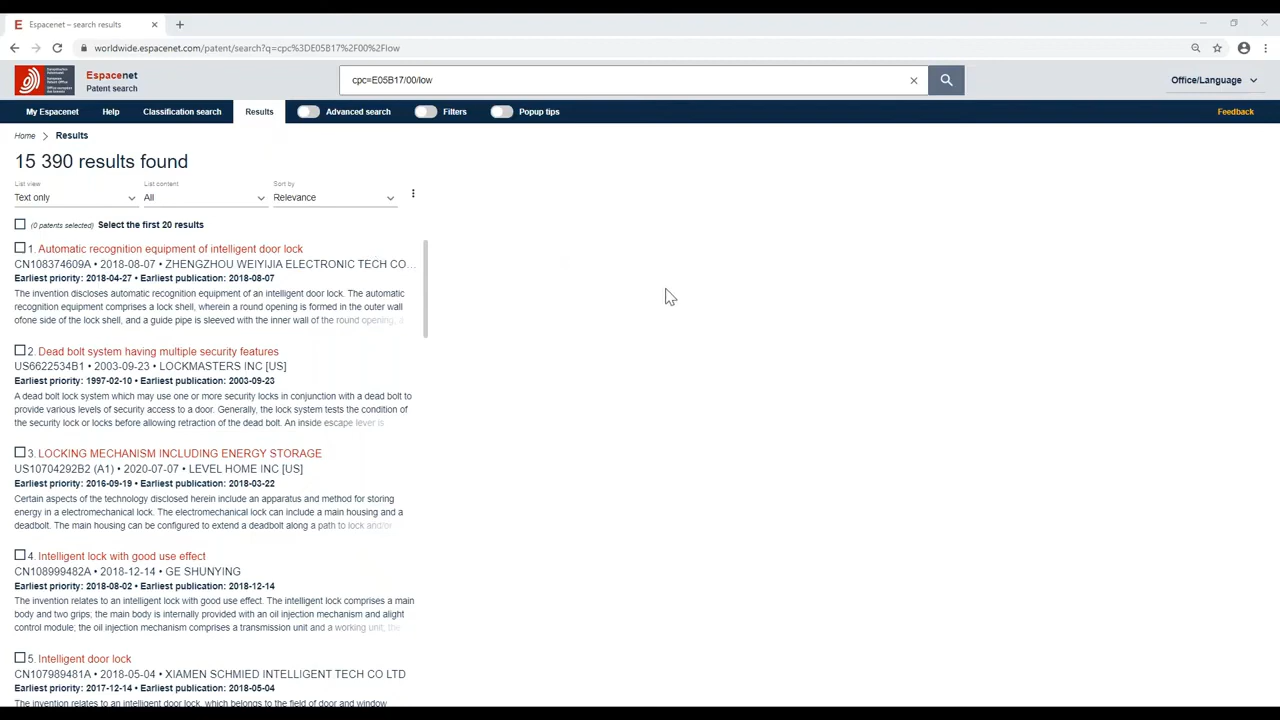 E Espacenet – search results
worldwide.espacenet.com/patent/search?q=cpc%3DE05B17%2F00%2Flow
Espacenet
Patent search
cpc=E05B17/00/low
Office/Language
My Espacenet Help Classification search Results Advanced search Filters Popup tips Feedback
Home Results
15 390 results found
List view List content Sort by
Text only All Relevance
(0 patents selected) Select the first 20 results
1. Automatic recognition equipment of intelligent door lock
CN108374609A • 2018-08-07 • ZHENGZHOU WEIYIJIA ELECTRONIC TECH CO...
Earliest priority: 2018-04-27 • Earliest publication: 2018-08-07
The invention discloses automatic recognition equipment of an intelligent door lock. The automatic
recognition equipment comprises a lock shell, wherein a round opening is formed in the outer wall
ofone side of the lock shell, and a guide pipe is sleeved with the inner wall of the round opening, a
2. Dead bolt system having multiple security features
US6622534B1 • 2003-09-23 • LOCKMASTERS INC [US]
Earliest priority: 1997-02-10 • Earliest publication: 2003-09-23
A dead bolt lock system which may use one or more security locks in conjunction with a dead bolt to
provide various levels of security access to a door. Generally, the lock system tests the condition of
the security lock or locks before allowing retraction of the dead bolt. An inside escape lever is
3. LOCKING MECHANISM INCLUDING ENERGY STORAGE
US10704292B2 (A1) • 2020-07-07 • LEVEL HOME INC [US]
Earliest priority: 2016-09-19 • Earliest publication: 2018-03-22
Certain aspects of the technology disclosed herein include an apparatus and method for storing
energy in a electromechanical lock. The electromechanical lock can include a main housing and a
deadbolt. The main housing can be configured to extend a deadbolt along a path to lock and/or
4. Intelligent lock with good use effect
CN108999482A • 2018-12-14 • GE SHUNYING
Earliest priority: 2018-08-02 • Earliest publication: 2018-12-14
The invention relates to an intelligent lock with good use effect. The intelligent lock comprises a main
body and two grips; the main body is internally provided with an oil injection mechanism and alight
control module; the oil injection mechanism comprises a transmission unit and a working unit, the
5. Intelligent door lock
CN107989481A • 2018-05-04 • XIAMEN SCHMIED INTELLIGENT TECH CO LTD
Earliest priority: 2017-12-14 • Earliest publication: 2018-05-04
The invention relates to an intelligent door lock, which belongs to the field of door and window